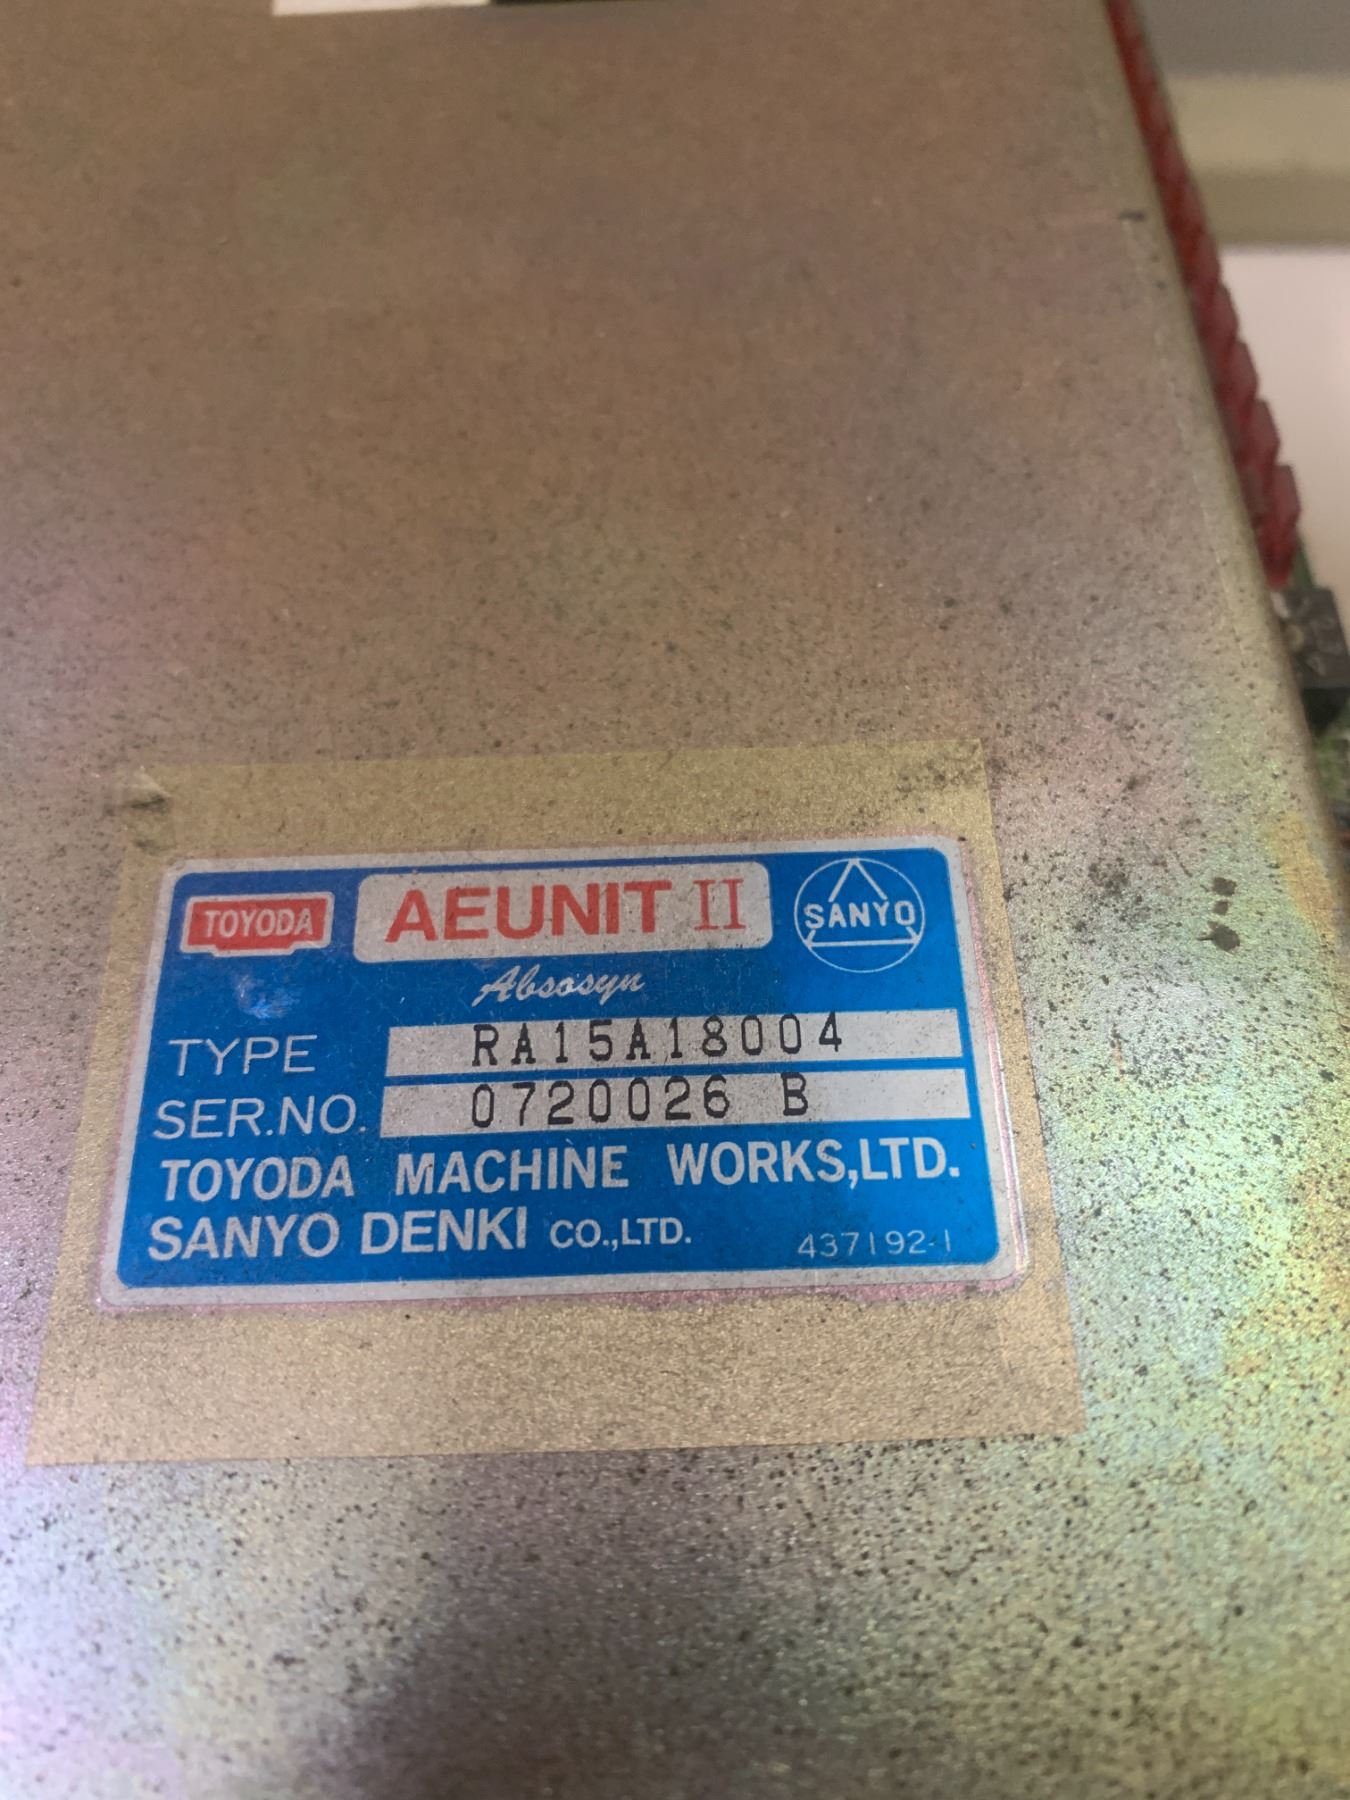 TOYODA AEUNIT II SANYO
Absosyn
TYPE RA15A18004
SER.NO. 0720026 B
TOYODA MACHINE WORKS,LTD.
SANYO DENKI CO.,LTD. 437192-1